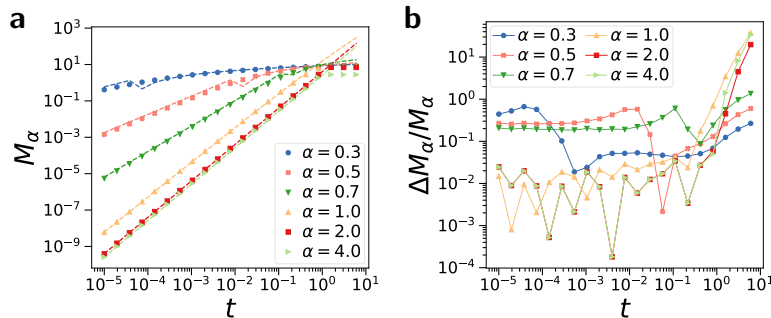 a
b
M_α
10^4
10^1
10^-1
10^-3
10^-5
10^-7
10^-9
α = 0.3
α = 0.5
α = 0.7
α = 1.0
α = 2.0
α = 4.0
10^-5 10^-4 10^-3 10^-2 10^-1 10^0 10^1
t
ΔM_α/M_α
10^1
10^0
10^-1
10^-2
10^-3
10^-4
α = 0.3 α = 1.0
α = 0.5 α = 2.0
α = 0.7 α = 4.0
10^-5 10^-4 10^-3 10^-2 10^-1 10^0 10^1
t